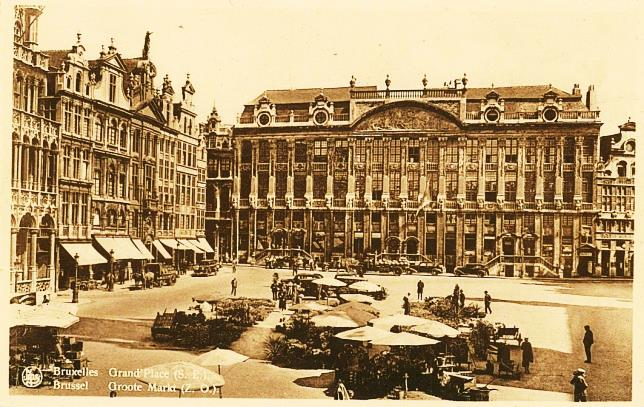 Bruxelles Grand'Place (S. E.)
Brussel Groote Markt (Z. O.)